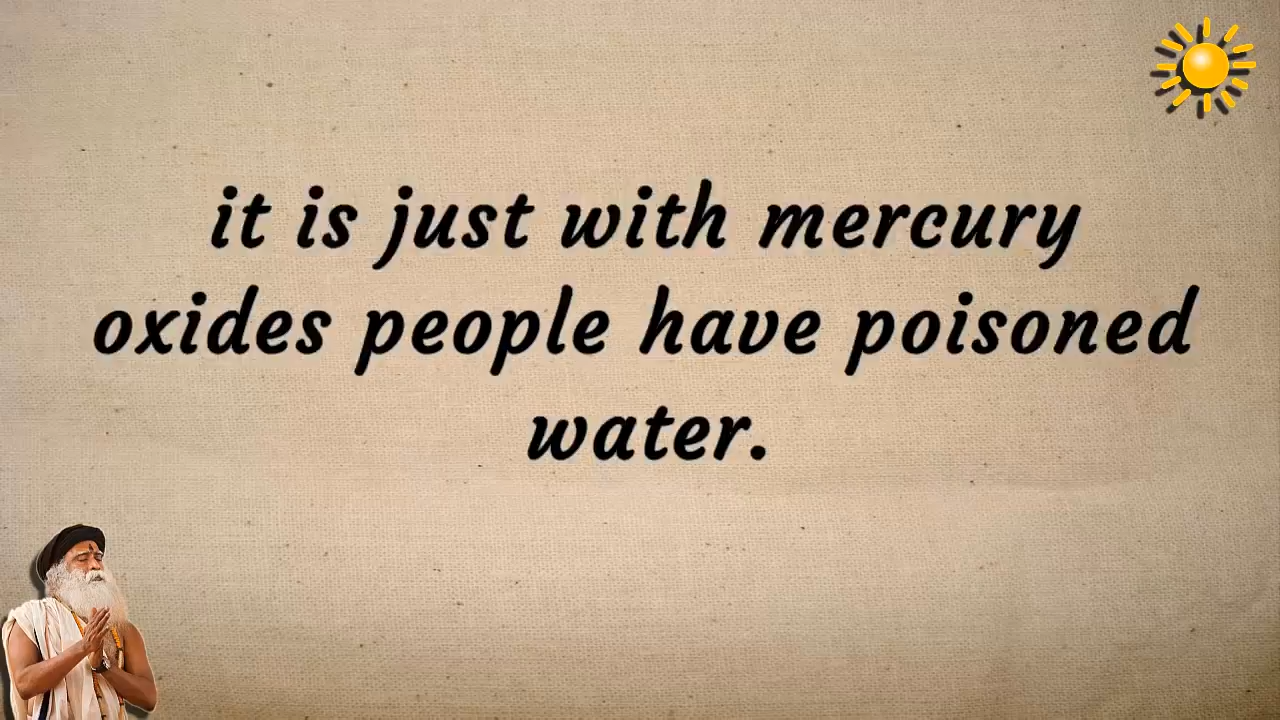 it is just with mercury
oxides people have poisoned
water.